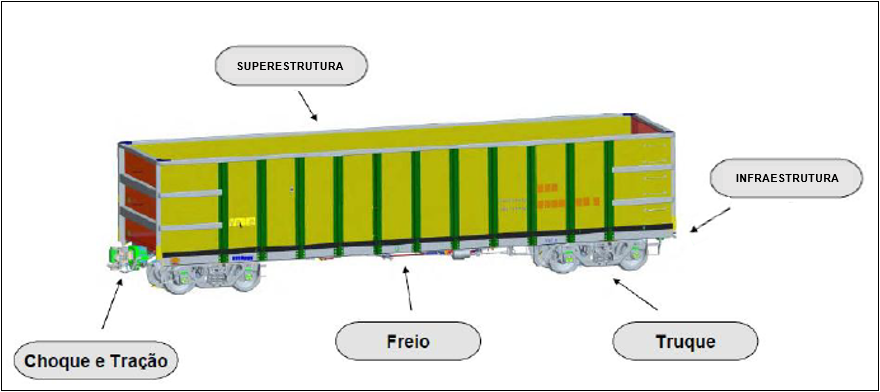 SUPERESTRUTURA
INFRAESTRUTURA
Choque e Tração
Freio
Truque